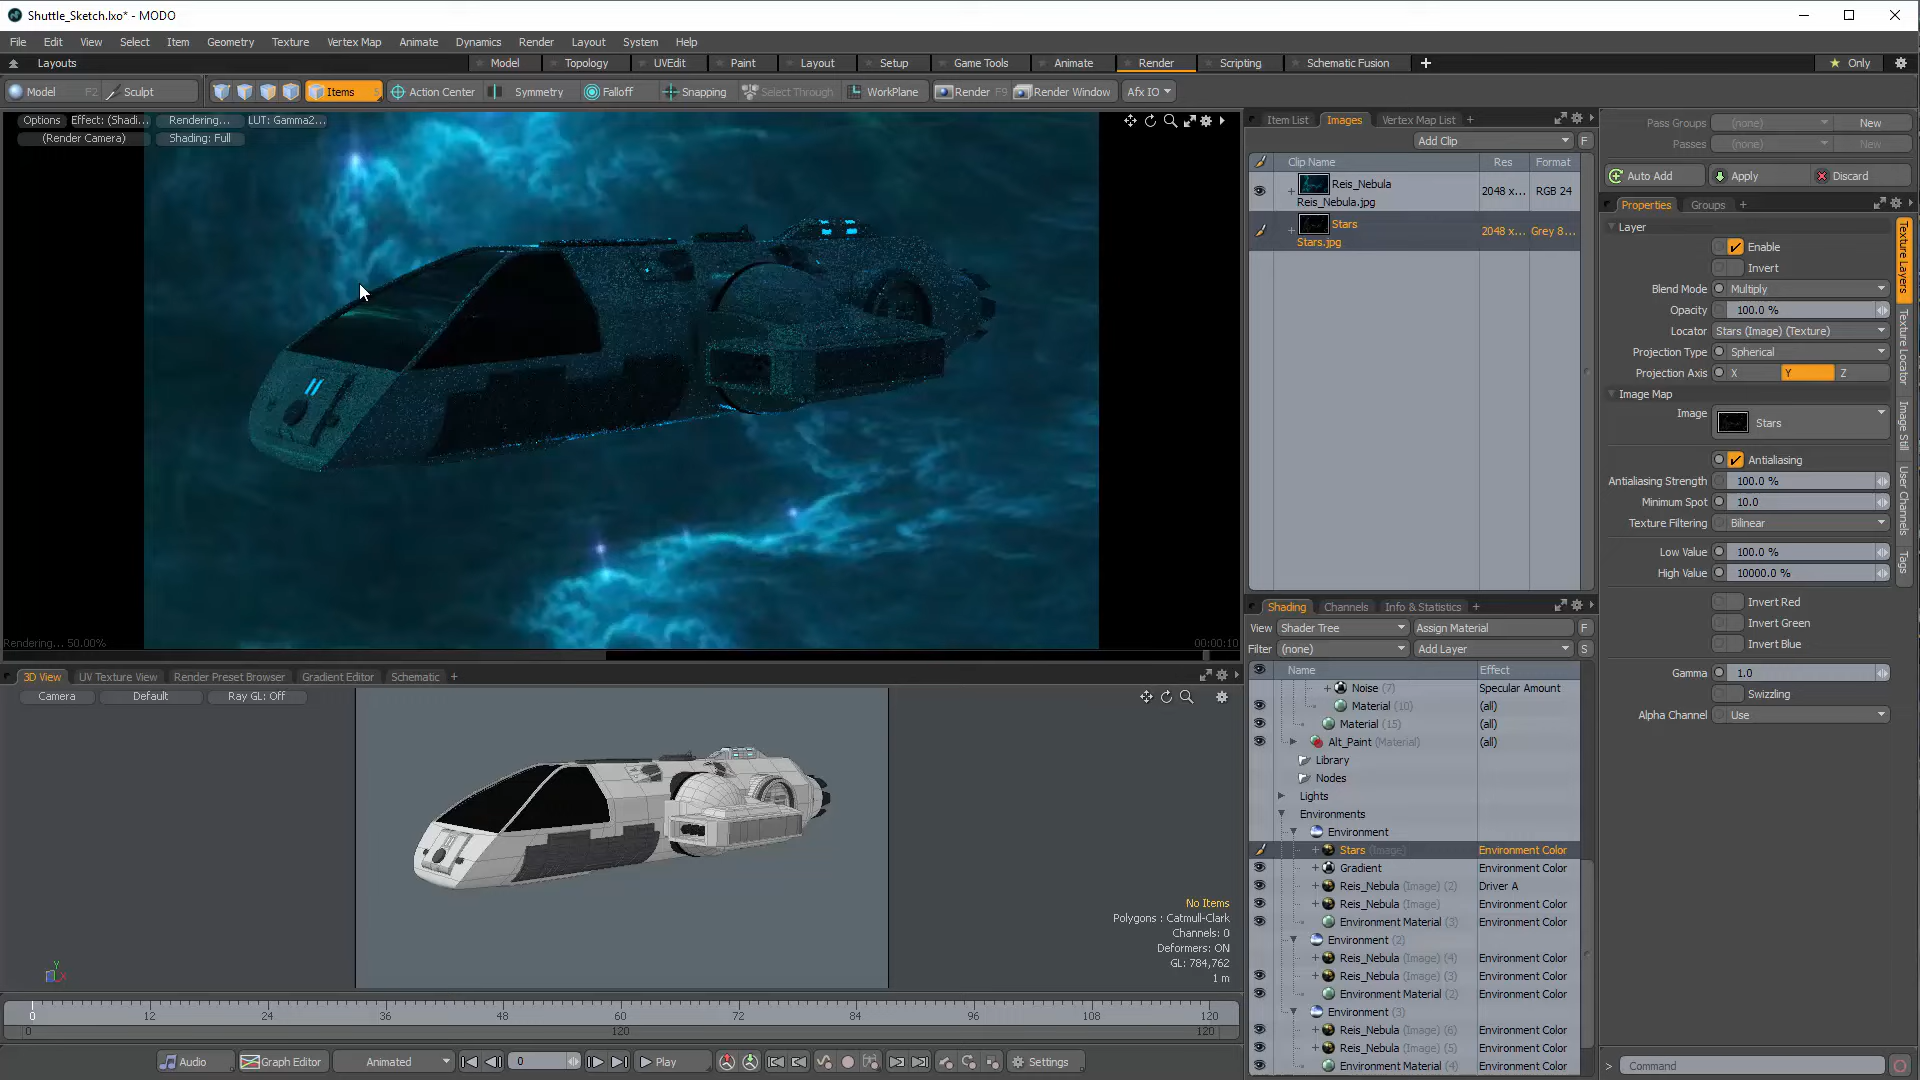 Shuttle_Sketch.lxo* - MODO
File Edit View Select Item Geometry Texture Vertex Map Animate Dynamics Render Layout System Help
Layouts Model Topology UVEdit Paint Layout Setup Game Tools Animate Render Scripting Schematic Fusion + Only
Model F2 Sculpt Items 5 Action Center Symmetry Falloff Snapping Select Through WorkPlane Render F9 Render Window Afx IO
Options Effect: (Shadi... Rendering... LUT: Gamma2...
(Render Camera) Shading: Full
Rendering... 50.00% 00:00:10
3D View UV Texture View Render Preset Browser Gradient Editor Schematic +
Camera Default Ray GL: Off
No Items
Polygons : Catmull-Clark
Channels: 0
Deformers: ON
GL: 784,762
1 m
Y
X
0 12 24 36 48 60 72 84 96 108 120
0 120 120
Audio Graph Editor Animated 0 Play Settings
Item List Images Vertex Map List +
Add Clip F
Clip Name Res Format
Reis_Nebula
Reis_Nebula.jpg 2048 x... RGB 24
Stars
Stars.jpg 2048 x... Grey 8...
Shading Channels Info & Statistics +
View Shader Tree Assign Material F
Filter (none) Add Layer S
Name Effect
Noise (7) Specular Amount
Material (10) (all)
Material (15) (all)
Alt_Paint (Material) (all)
Library
Nodes
Lights
Environments
Environment
Stars (Image) Environment Color
Gradient Environment Color
Reis_Nebula (Image) (2) Driver A
Reis_Nebula (Image) Environment Color
Environment Material (3) Environment Color
Environment (2)
Reis_Nebula (Image) (4) Environment Color
Reis_Nebula (Image) (3) Environment Color
Environment Material (2) Environment Color
Environment (3)
Reis_Nebula (Image) (6) Environment Color
Reis_Nebula (Image) (5) Environment Color
Environment Material (4) Environment Color
Pass Groups (none) New
Passes (none) New
Auto Add Apply Discard
Properties Groups +
Layer
Enable
Invert
Blend Mode Multiply
Opacity 100.0 %
Locator Stars (Image) (Texture)
Projection Type Spherical
Projection Axis X Y Z
Image Map
Image Stars
Antialiasing
Antialiasing Strength 100.0 %
Minimum Spot 10.0
Texture Filtering Bilinear
Low Value 100.0 %
High Value 10000.0 %
Invert Red
Invert Green
Invert Blue
Gamma 1.0
Swizzling
Alpha Channel Use
Texture Layers
Texture Locator
Image Still
User Channels
Tags
> Command